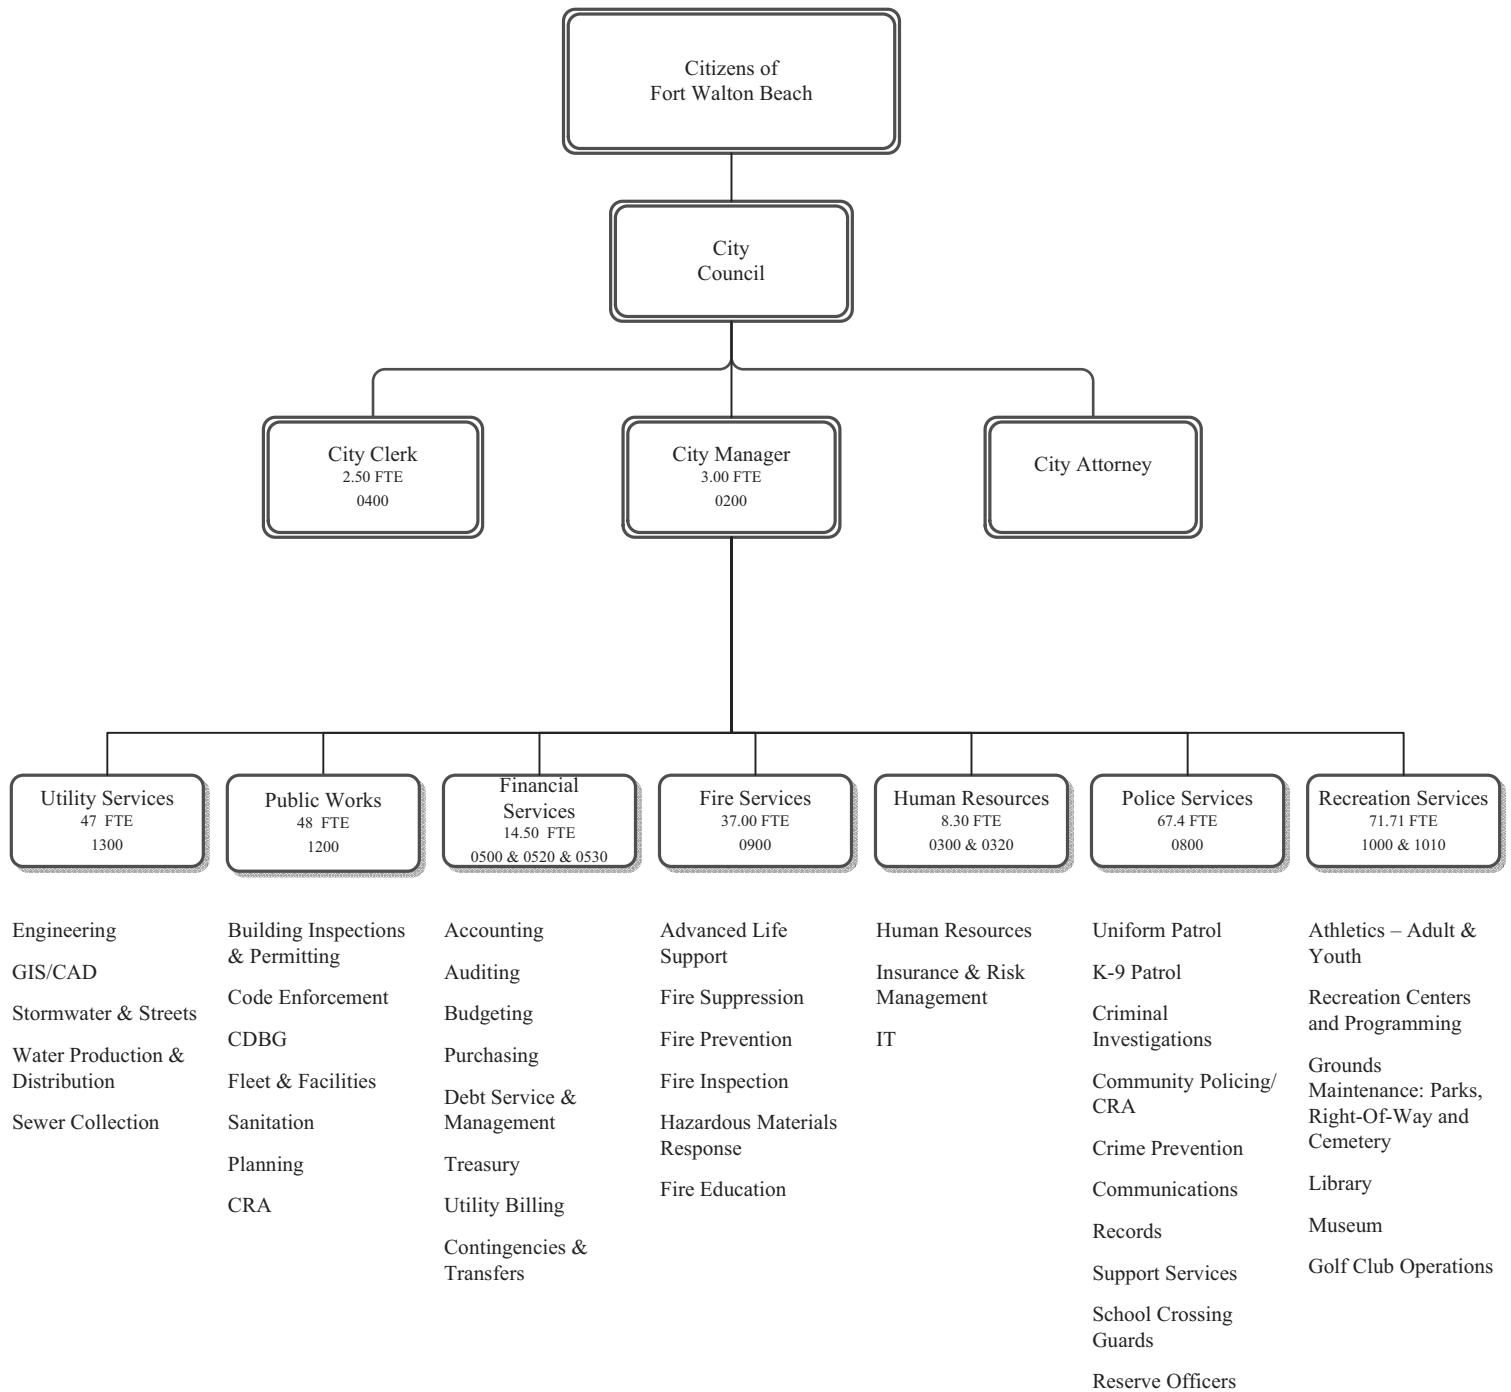 Citizens of
Fort Walton Beach
City
Council
City Clerk
2.50 FTE
0400
City Manager
3.00 FTE
0200
City Attorney
Utility Services
47 FTE
1300
Public Works
48 FTE
1200
Financial
Services
14.50 FTE
0500 & 0520 & 0530
Fire Services
37.00 FTE
0900
Human Resources
8.30 FTE
0300 & 0320
Police Services
67.4 FTE
0800
Recreation Services
71.71 FTE
1000 & 1010
Engineering
GIS/CAD
Stormwater & Streets
Water Production &
Distribution
Sewer Collection
Building Inspections
& Permitting
Code Enforcement
CDBG
Fleet & Facilities
Sanitation
Planning
CRA
Accounting
Auditing
Budgeting
Purchasing
Debt Service &
Management
Treasury
Utility Billing
Contingencies &
Transfers
Advanced Life
Support
Fire Suppression
Fire Prevention
Fire Inspection
Hazardous Materials
Response
Fire Education
Human Resources
Insurance & Risk
Management
IT
Uniform Patrol
K-9 Patrol
Criminal
Investigations
Community Policing/
CRA
Crime Prevention
Communications
Records
Support Services
School Crossing
Guards
Reserve Officers
Athletics – Adult &
Youth
Recreation Centers
and Programming
Grounds
Maintenance: Parks,
Right-Of-Way and
Cemetery
Library
Museum
Golf Club Operations